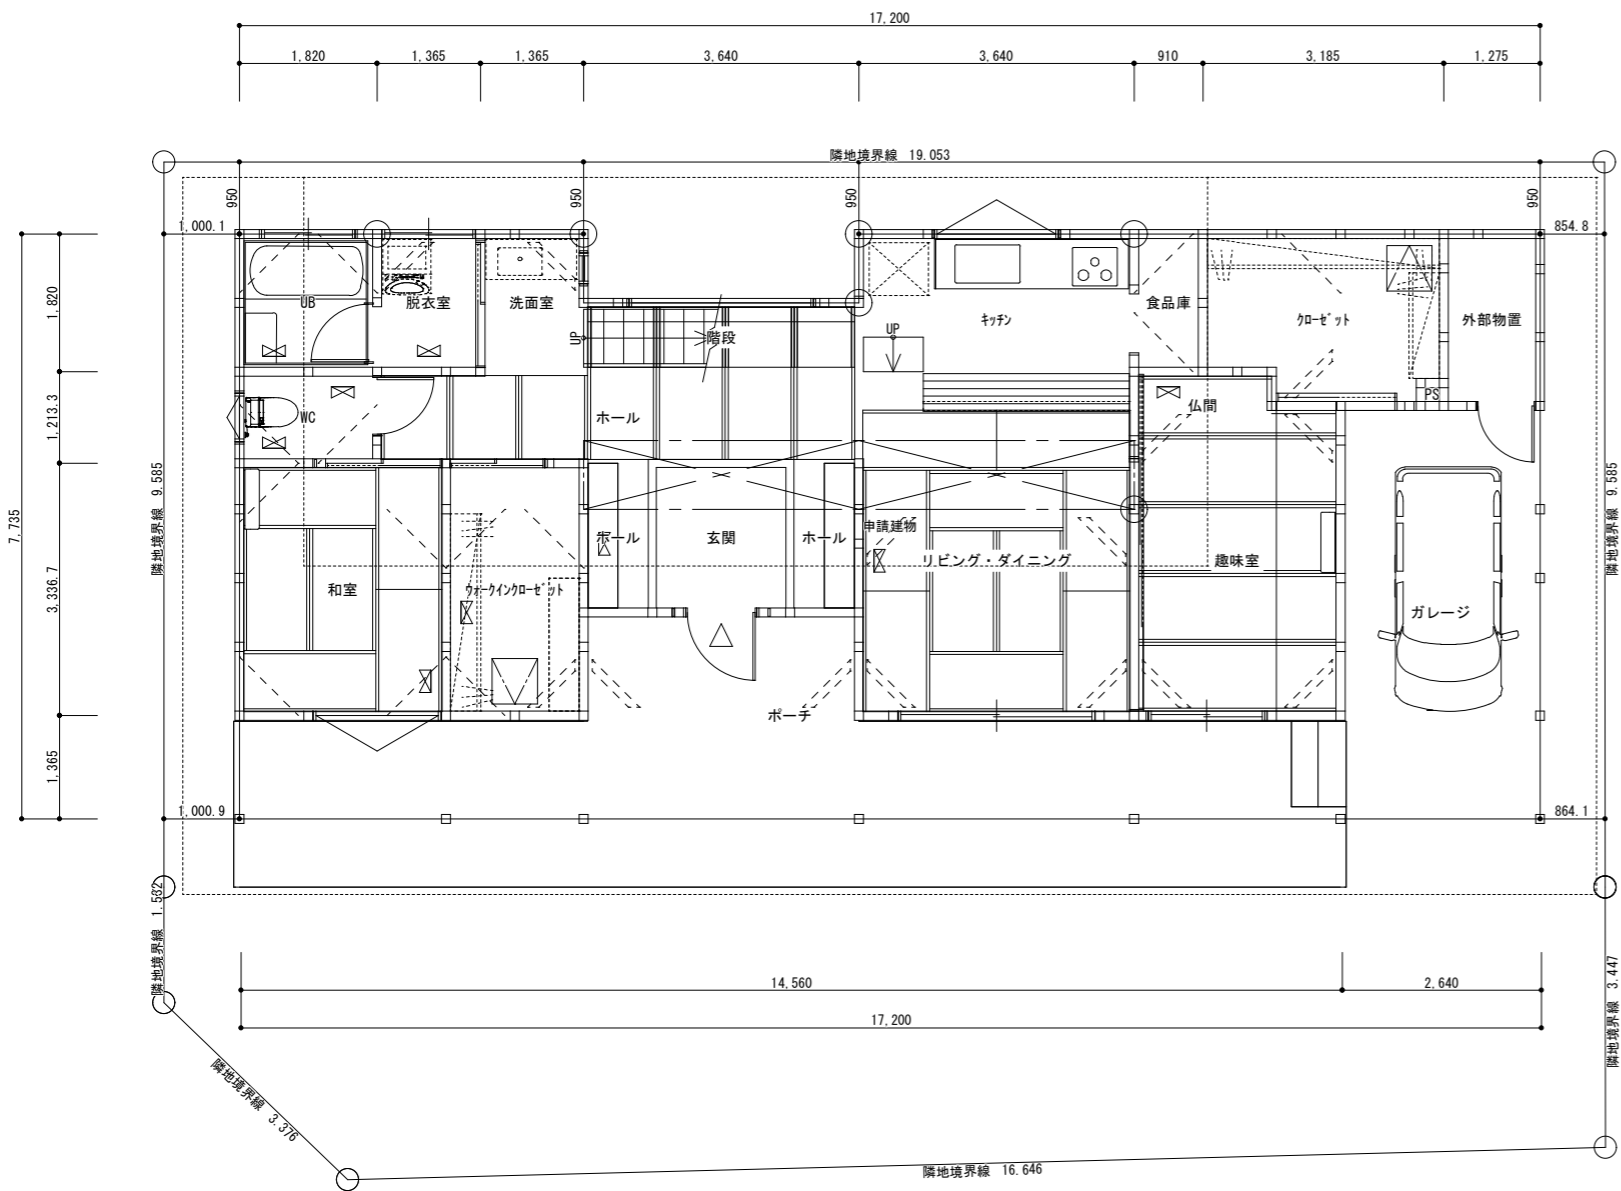 17,200
1,820
1,365
1,365
3,640
3,640
910
3,185
1,275
隣地境界線 19.053
950
950
950
950
1,000.1
854.8
7,735
1,820
1,213.3
3,336.7
1,365
隣地境界線 9.585
隣地境界線 9.585
UB
脱衣室
洗面室
UP
階段
キッチン
UP
食品庫
クローゼット
外部物置
PS
WC
ホール
仏間
和室
ウォークインクローゼット
ホール
玄関
ホール
申請建物
リビング・ダイニング
趣味室
ガレージ
ポーチ
1,000.9
864.1
隣地境界線 1.532
隣地境界線 3.447
14,560
2,640
17,200
隣地境界線 3.376
隣地境界線 16.646